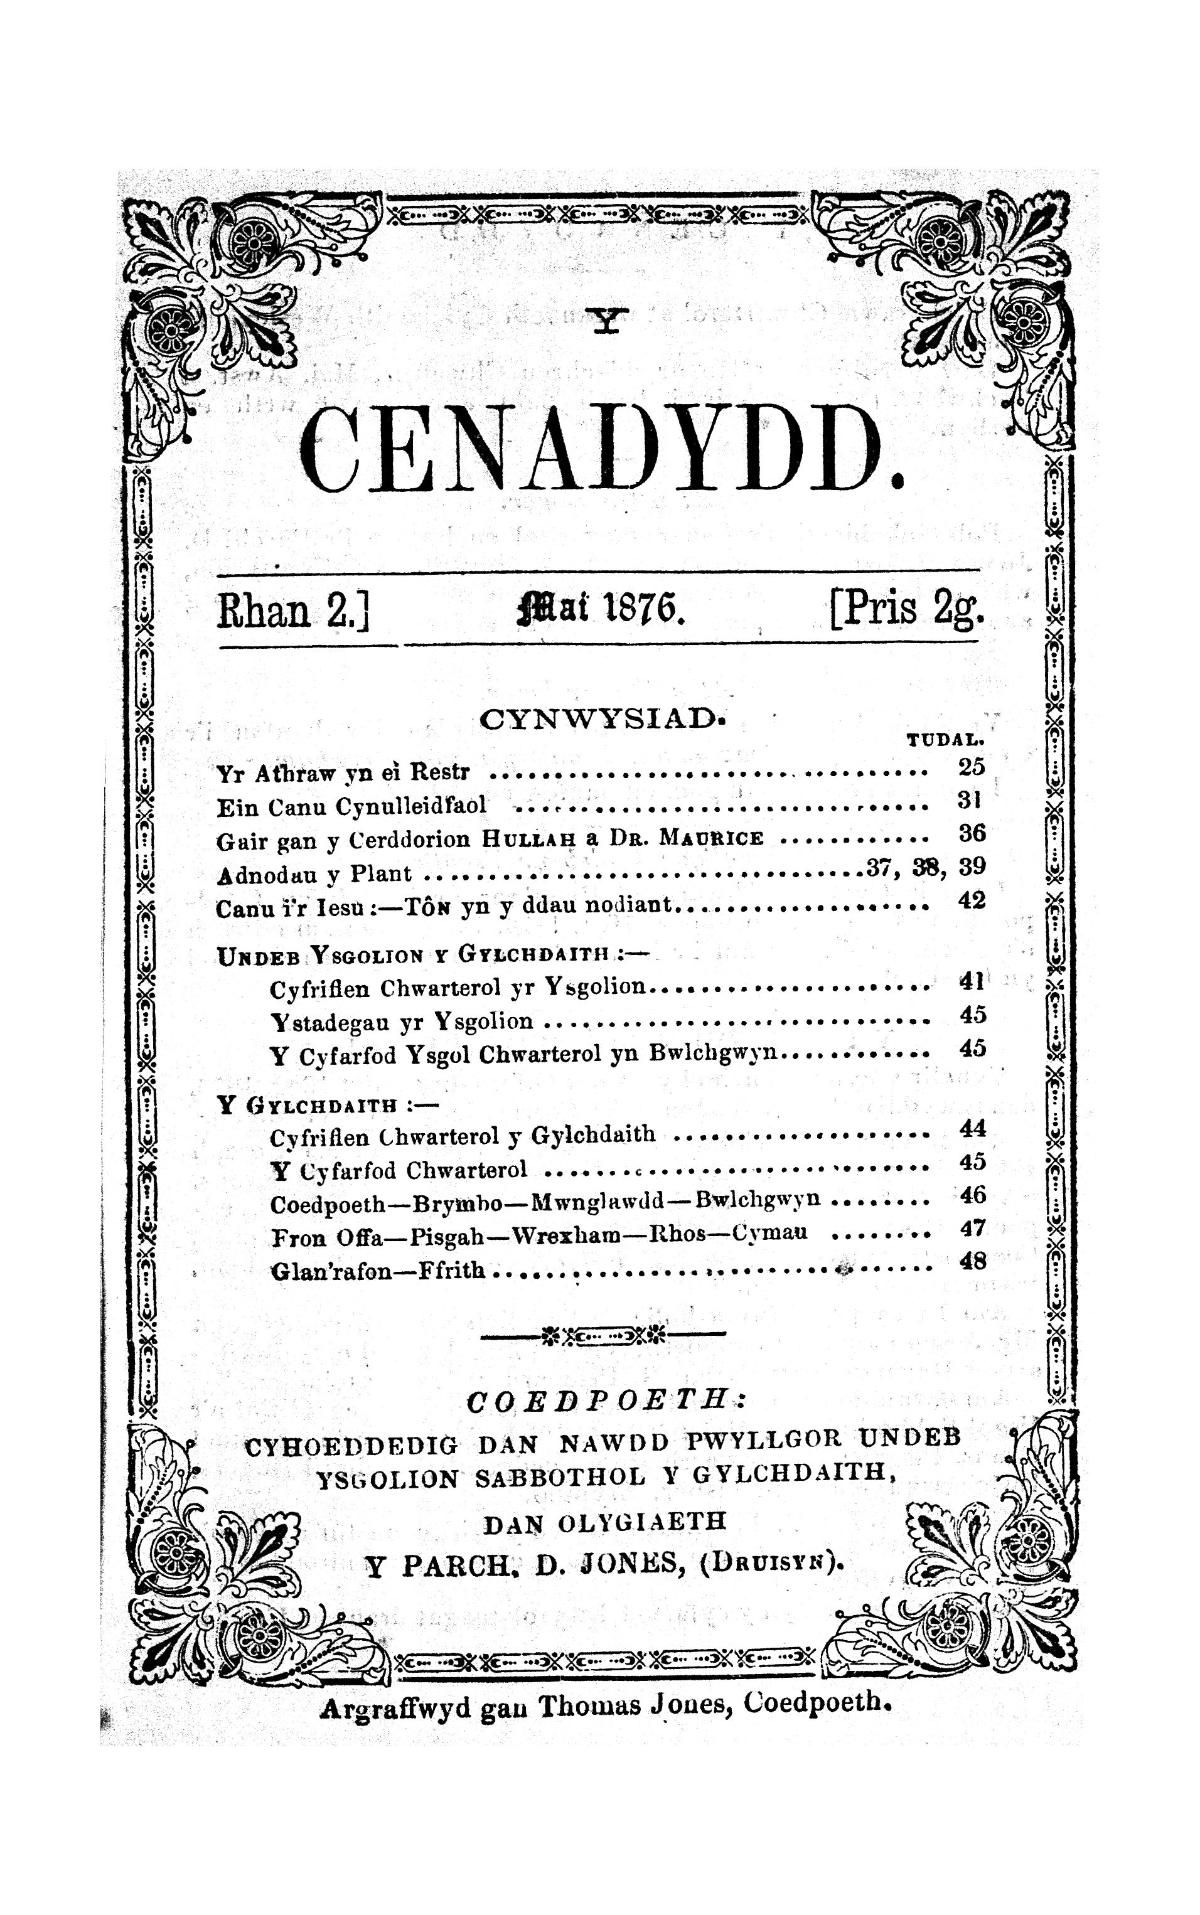 Y
CENADYDD.
Rhan 2.] Mai 1876. [Pris 2g.
CYNWYSIAD.
TUDAL.
Yr Athraw yn ei Restr ........................................ 25
Ein Canu Cynulleidfaol ........................................ 31
Gair gan y Cerddorion HULLAH a DR. MAURICE ............ 36
Adnodau y Plant ........................................37, 38, 39
Canu i'r Iesu:—TÔN yn y ddau nodiant.................... 42
UNDEB YSGOLION Y GYLCHDAITH :—
Cyfriflen Chwarterol yr Ysgolion...................... 41
Ystadegau yr Ysgolion .............................. 45
Y Cyfarfod Ysgol Chwarterol yn Bwlchgwyn............ 45
Y GYLCHDAITH :—
Cyfriflen Chwarterol y Gylchdaith .................... 44
Y Cyfarfod Chwarterol .............................. 45
Coedpoeth—Brymbo—Mwnglawdd—Bwlchgwyn ........ 46
Fron Offa—Pisgah—Wrexham—Rhos—Cymau ........ 47
Glan'rafon—Ffrith.................................. 48
COEDPOETH:
CYHOEDDEDIG DAN NAWDD PWYLLGOR UNDEB
YSGOLION SABBOTHOL Y GYLCHDAITH,
DAN OLYGIAETH
Y PARCH. D. JONES, (DRUISYN).
Argraffwyd gan Thomas Jones, Coedpoeth.